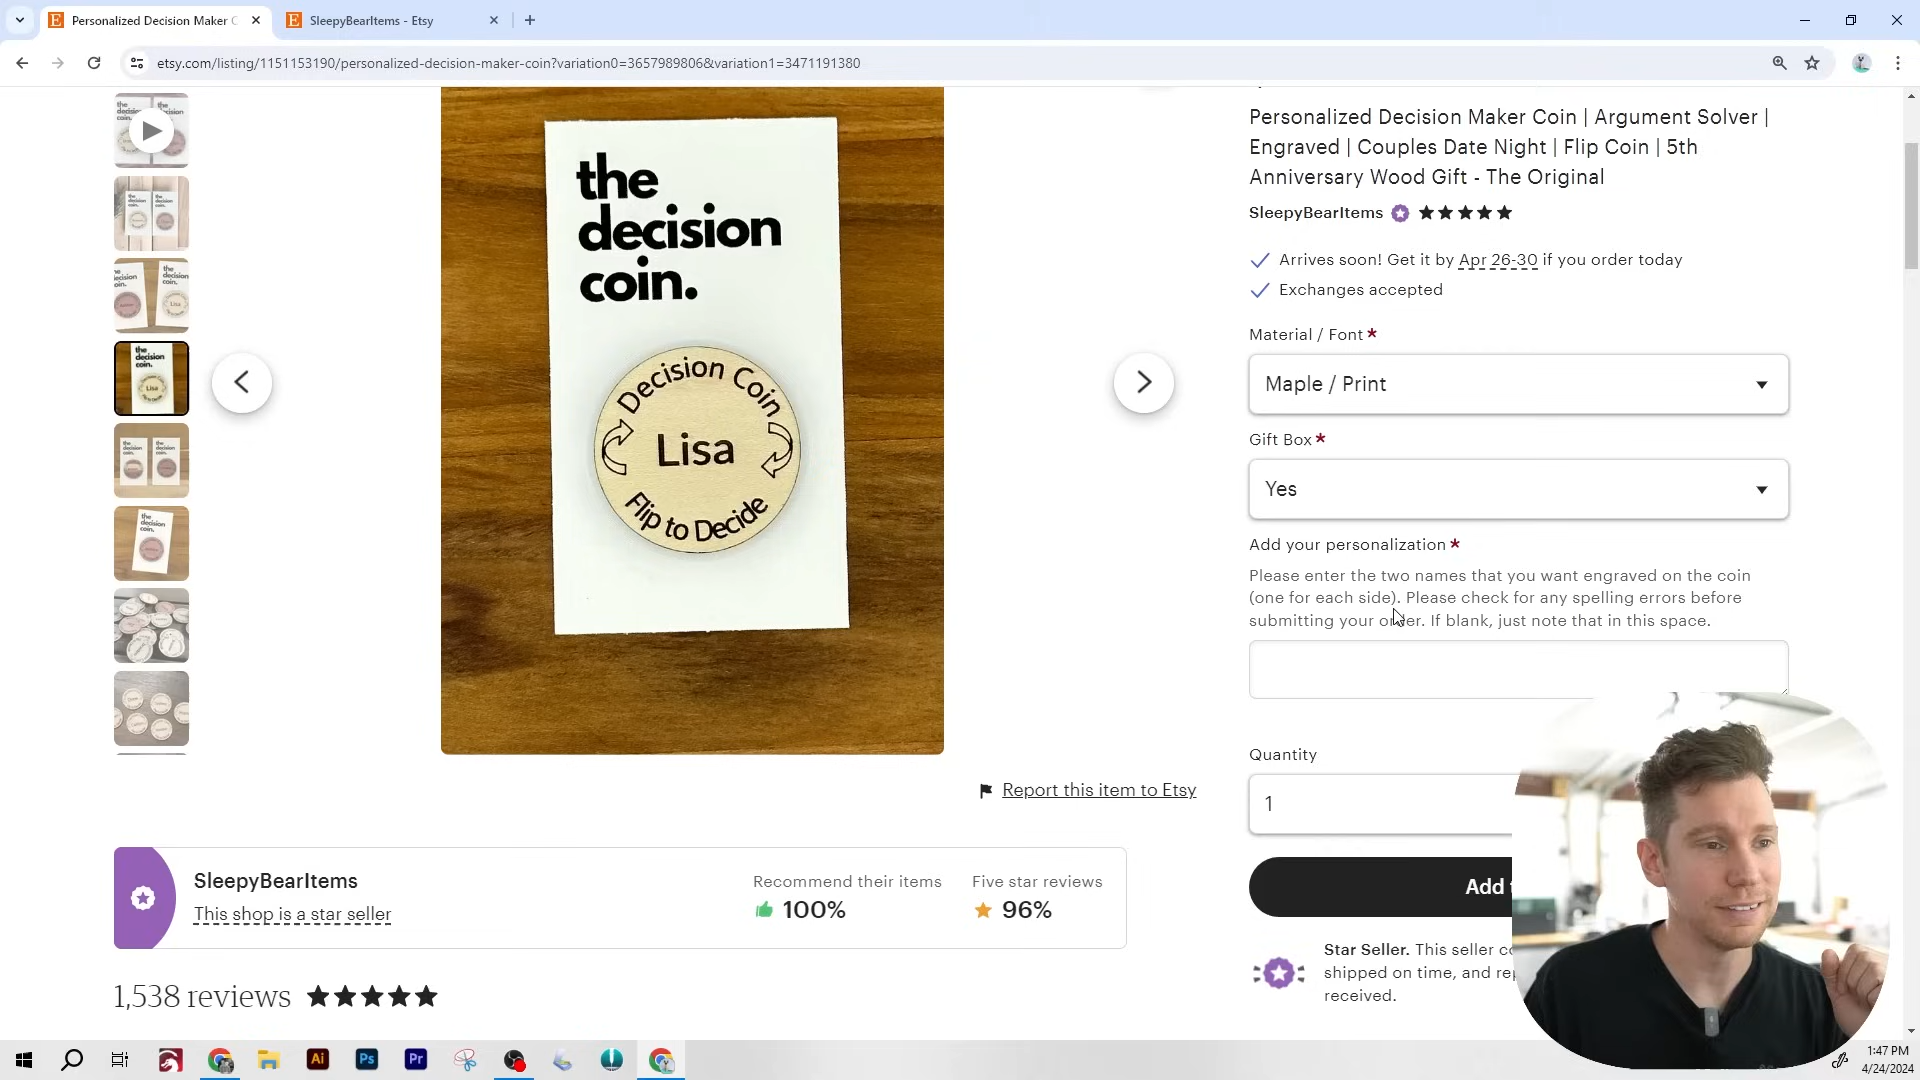 Personalized Decision Maker C
SleepyBearItems - Etsy
etsy.com/listing/1151153190/personalized-decision-maker-coin?variation0=3657989806&variation1=3471191380
the
decision
coin.
Decision Coin
Lisa
Flip to Decide
Report this item to Etsy
SleepyBearItems
This shop is a star seller
Recommend their items
100%
Five star reviews
96%
1,538 reviews
Personalized Decision Maker Coin | Argument Solver |
Engraved | Couples Date Night | Flip Coin | 5th
Anniversary Wood Gift - The Original
SleepyBearItems
Arrives soon! Get it by Apr 26-30 if you order today
Exchanges accepted
Material / Font *
Maple / Print
Gift Box *
Yes
Add your personalization *
Please enter the two names that you want engraved on the coin
(one for each side). Please check for any spelling errors before
submitting your order. If blank, just note that in this space.
Quantity
1
Add
Star Seller. This seller
shipped on time, and
received.
Ai
Ps
Pr
1:47 PM
4/24/2024